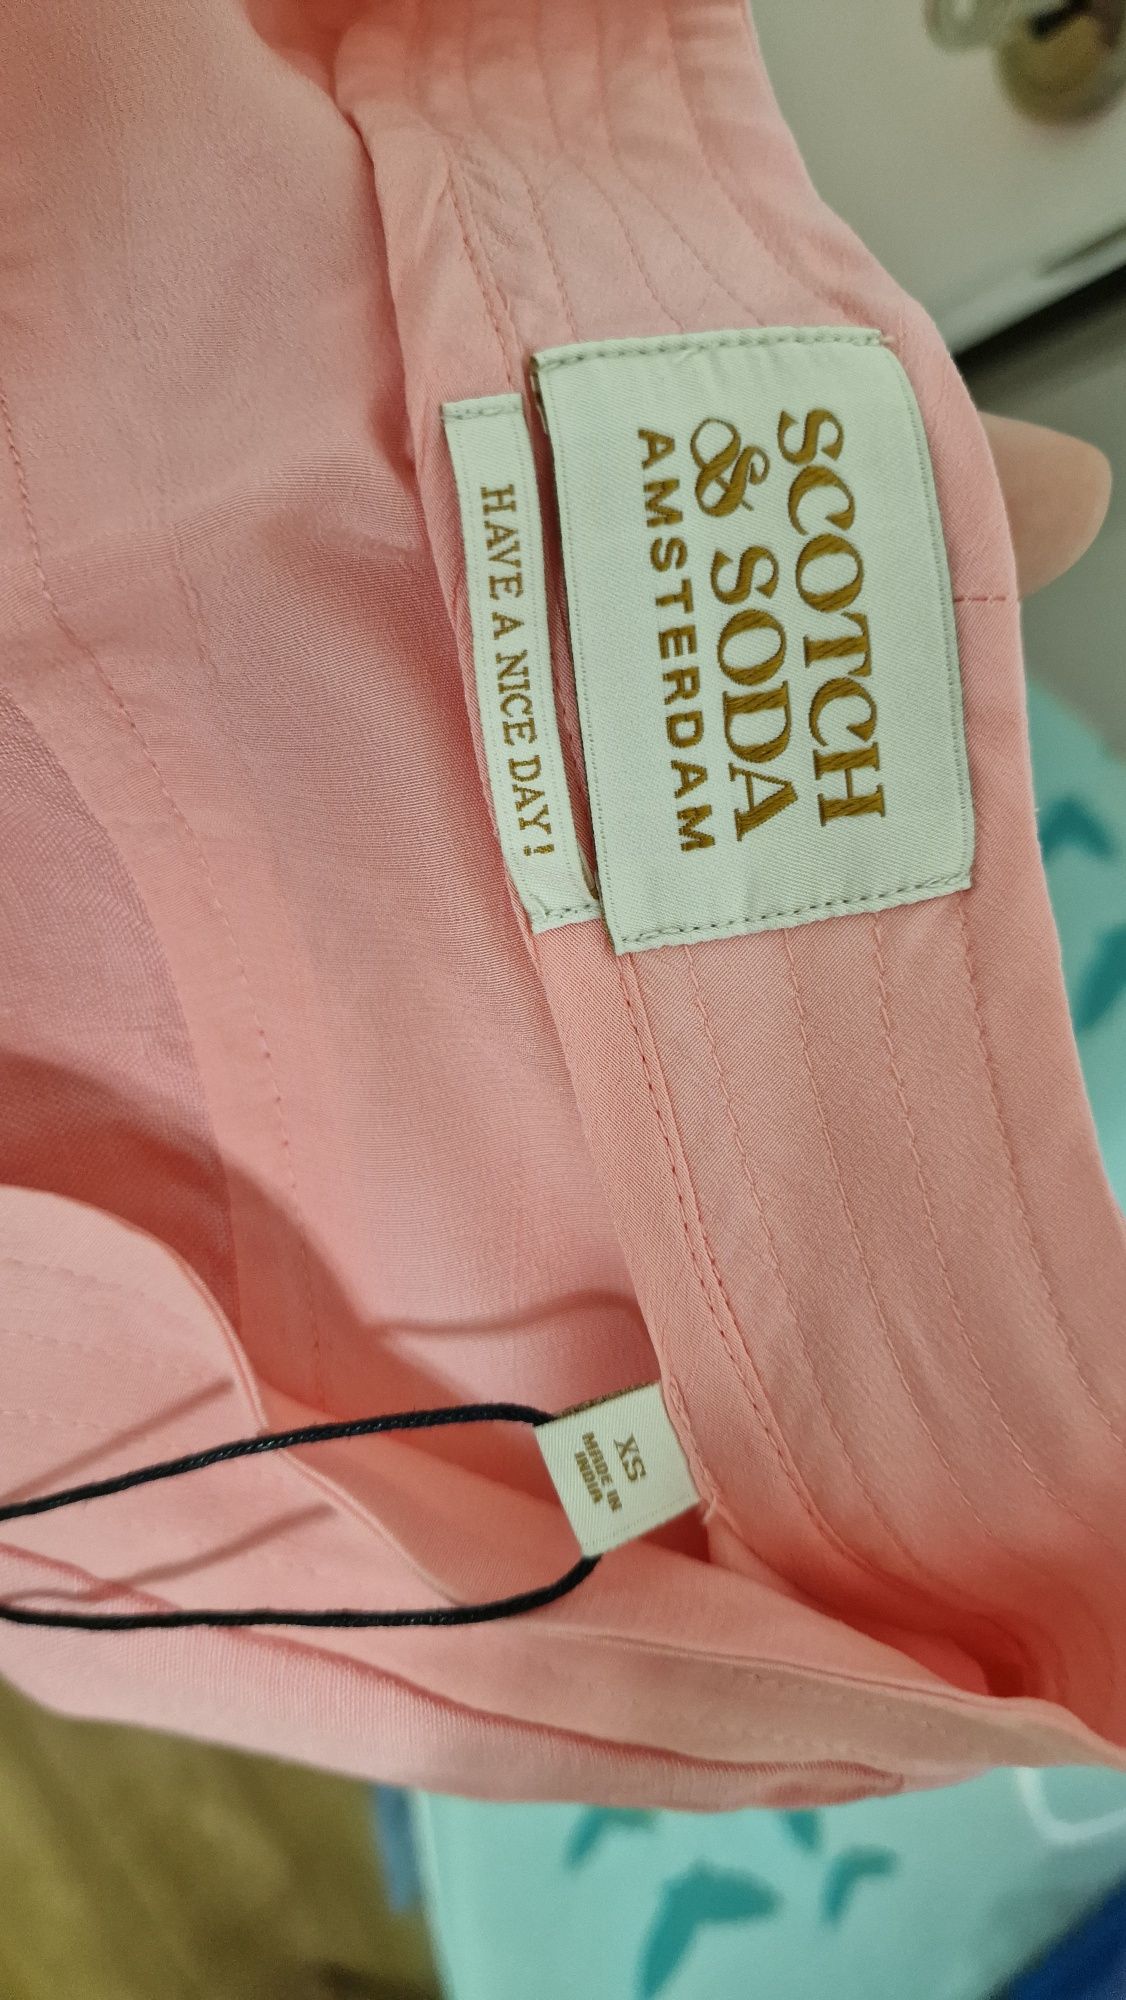 SCOTCH
& SODA
AMSTERDAM
HAVE A NICE DAY!
XS
MADE IN
INDIA